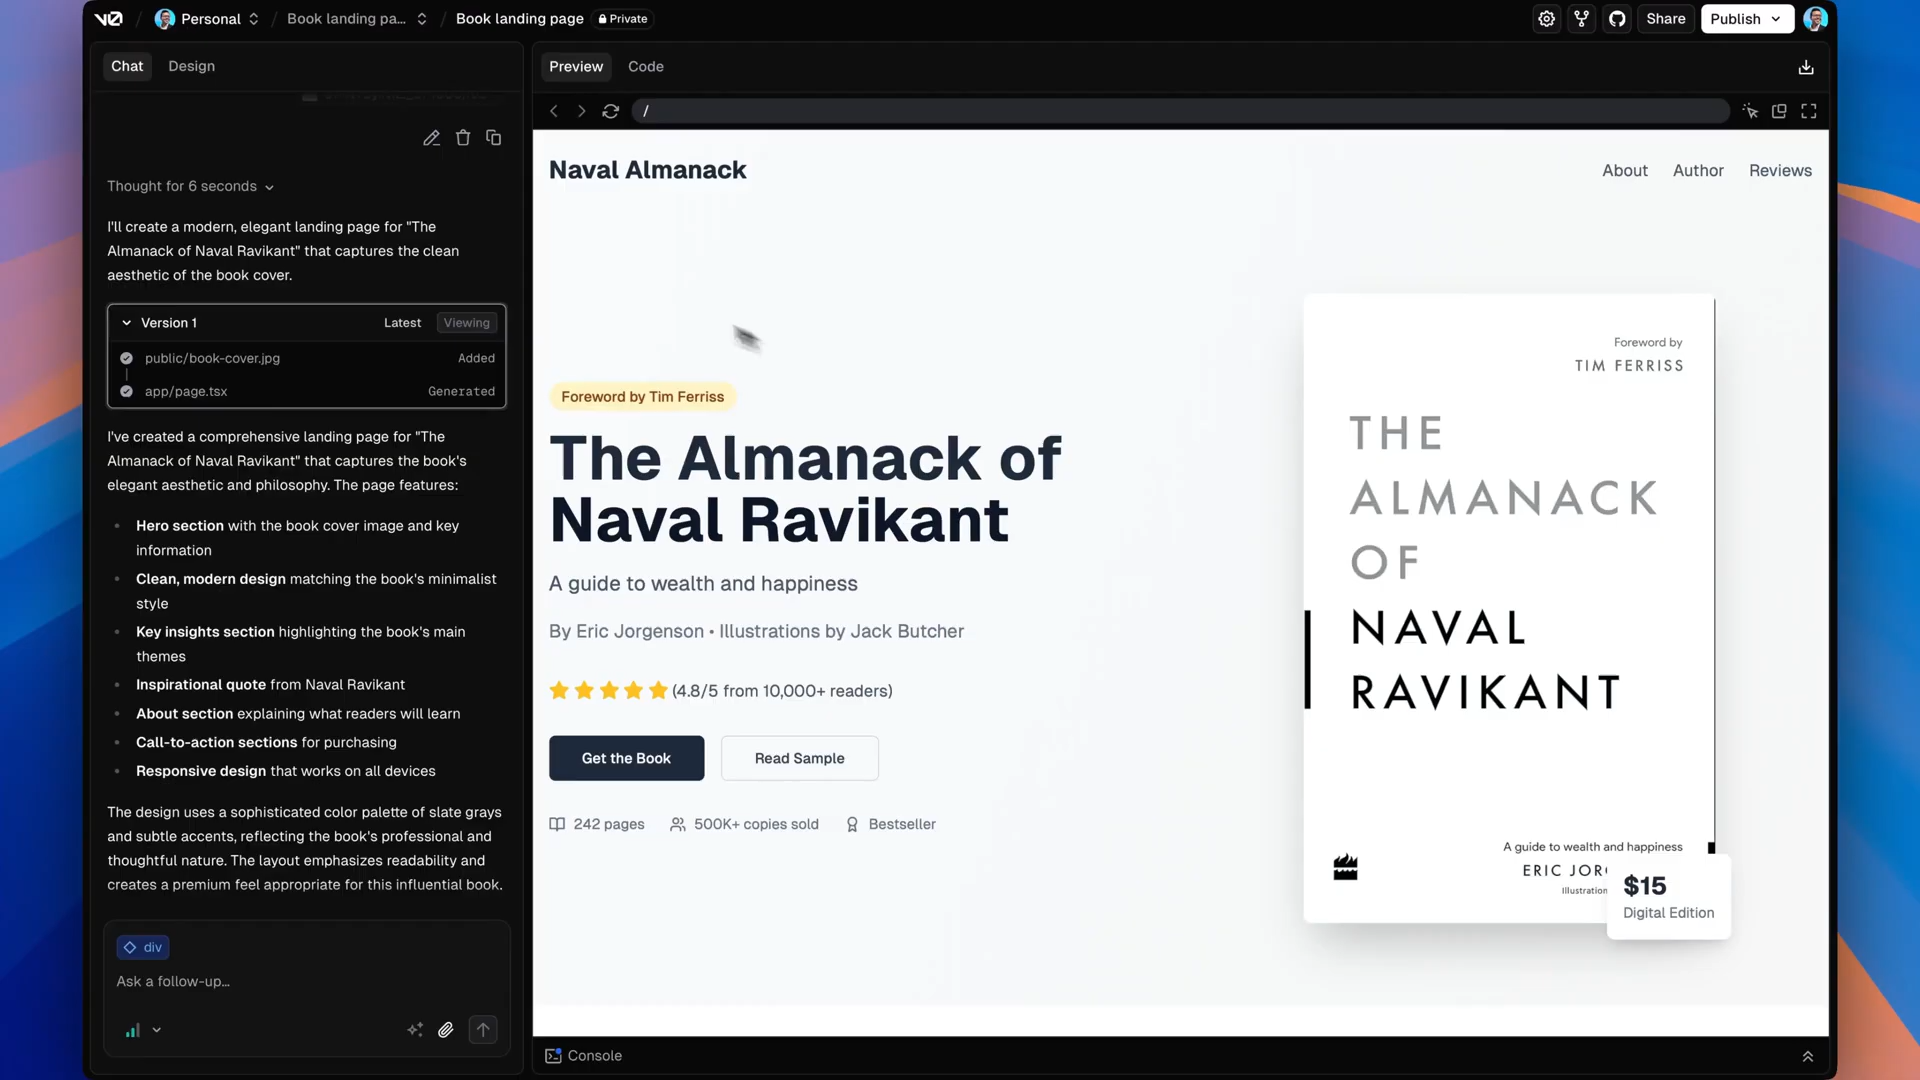 v0 / Personal / Book landing pa... / Book landing page Private
Share
Publish
Chat
Design
Preview
Code
/
Thought for 6 seconds
I'll create a modern, elegant landing page for "The
Almanack of Naval Ravikant" that captures the clean
aesthetic of the book cover.
Version 1
Latest
Viewing
public/book-cover.jpg
Added
app/page.tsx
Generated
I've created a comprehensive landing page for "The
Almanack of Naval Ravikant" that captures the book's
elegant aesthetic and philosophy. The page features:
• Hero section with the book cover image and key
information
• Clean, modern design matching the book's minimalist
style
• Key insights section highlighting the book's main
themes
• Inspirational quote from Naval Ravikant
• About section explaining what readers will learn
• Call-to-action sections for purchasing
• Responsive design that works on all devices
The design uses a sophisticated color palette of slate grays
and subtle accents, reflecting the book's professional and
thoughtful nature. The layout emphasizes readability and
creates a premium feel appropriate for this influential book.
div
Ask a follow-up...
Naval Almanack
About
Author
Reviews
Foreword by Tim Ferriss
The Almanack of
Naval Ravikant
A guide to wealth and happiness
By Eric Jorgenson • Illustrations by Jack Butcher
(4.8/5 from 10,000+ readers)
Get the Book
Read Sample
242 pages
500K+ copies sold
Bestseller
Foreword by
TIM FERRISS
THE
ALMANACK
OF
NAVAL
RAVIKANT
A guide to wealth and happiness
ERIC JOR
Illustration
$15
Digital Edition
Console